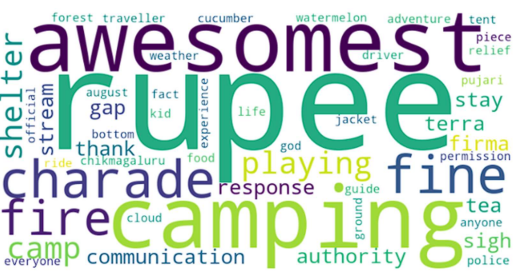 forest traveller cucumber watermelon adventure tent
awesomest piece
weather driver relief
shelter official stream august fact kid experience life jacket pujari
rupee
gap stay
bottom god terra
thank playing firma
ride chikmagaluru food permission
charade response guide fine
fire camping ground tea
cloud anyone
camp sigh
everyone communication authority police